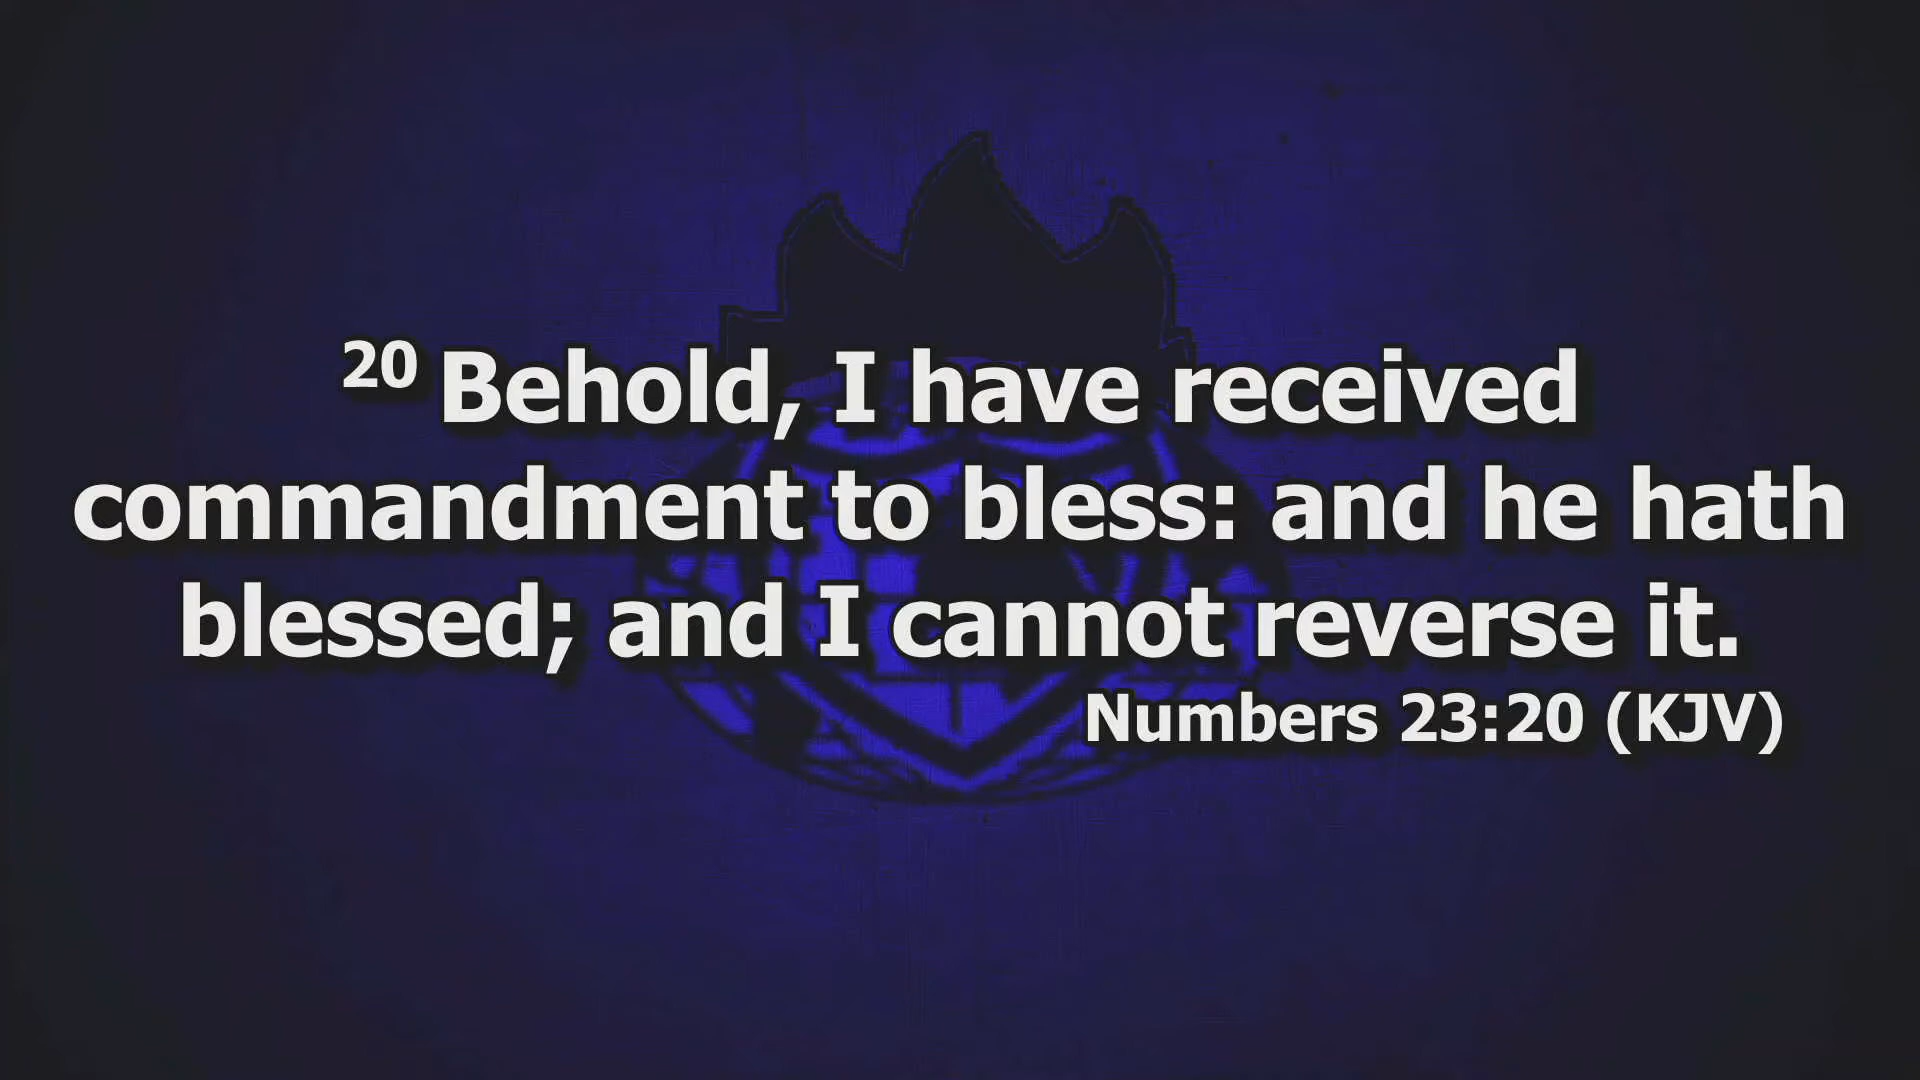 20 Behold, I have received
commandment to bless: and he hath
blessed; and I cannot reverse it.
Numbers 23:20 (KJV)